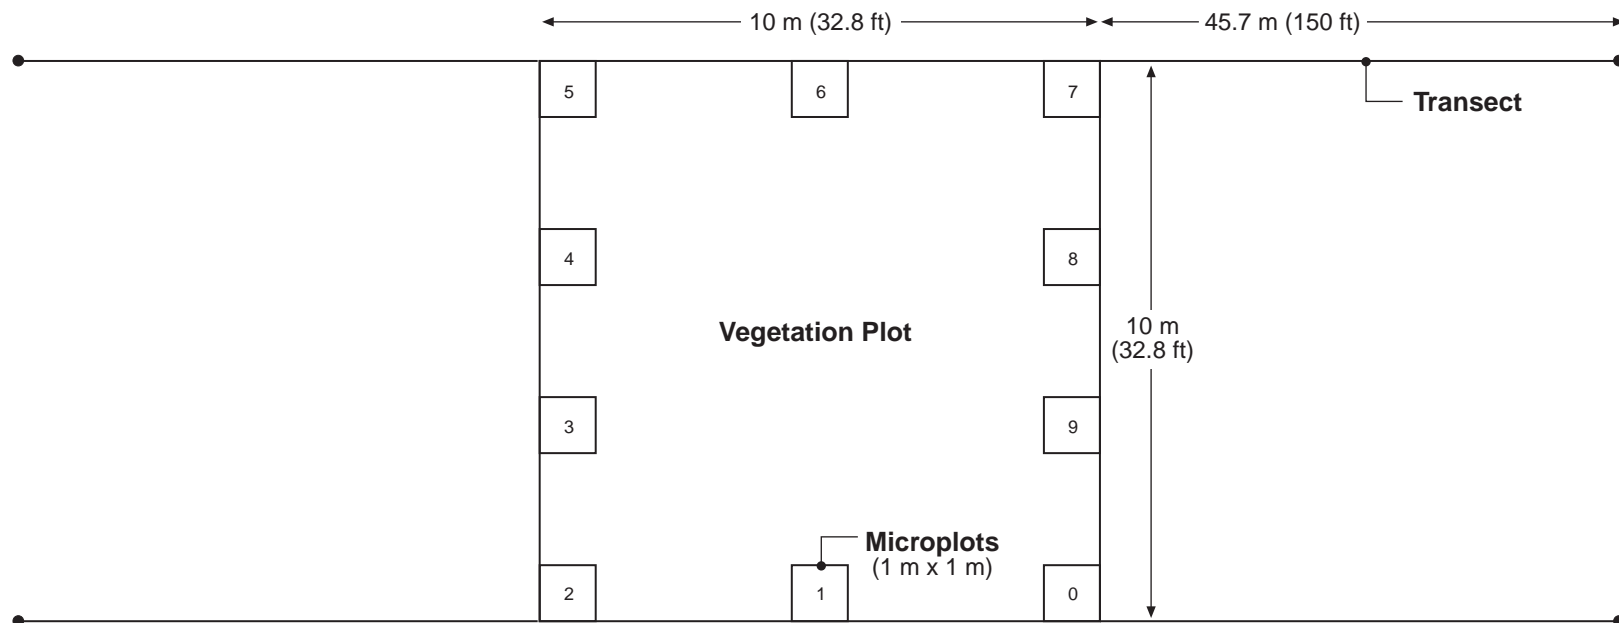 10 m (32.8 ft)
45.7 m (150 ft)
5
6
7
Transect
4
8
Vegetation Plot
10 m
(32.8 ft)
3
9
Microplots
(1 m x 1 m)
2
1
0